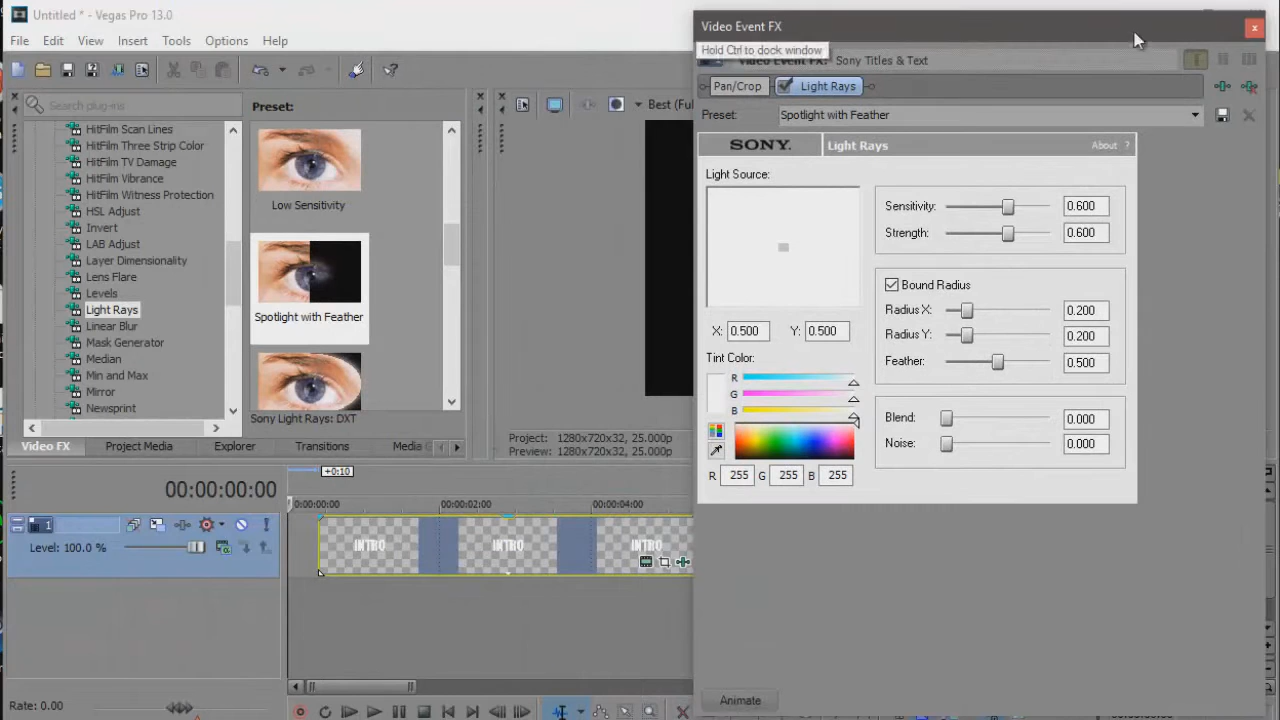 Untitled * - Vegas Pro 13.0
File Edit View Insert Tools Options Help
Search plug-ins
HitFilm Scan Lines
HitFilm Three Strip Color
HitFilm TV Damage
HitFilm Vibrance
HitFilm Witness Protection
HSL Adjust
Invert
LAB Adjust
Layer Dimensionality
Lens Flare
Levels
Light Rays
Linear Blur
Mask Generator
Median
Min and Max
Mirror
Newsprint
Preset:
Low Sensitivity
Spotlight with Feather
Sony Light Rays: DXT
Video FX Project Media Explorer Transitions Media G
Best (Ful
Project: 1280x720x32, 25.000p
Preview: 1280x720x32, 25.000p
Video Event FX
Hold Ctrl to dock window
Video Event FX: Sony Titles & Text
Pan/Crop Light Rays
Preset: Spotlight with Feather
SONY. Light Rays About ?
Light Source:
X: 0.500 Y: 0.500
Tint Color:
R
G
B
R 255 G 255 B 255
Sensitivity: 0.600
Strength: 0.600
Bound Radius
Radius X: 0.200
Radius Y: 0.200
Feather: 0.500
Blend: 0.000
Noise: 0.000
Animate
+0:10
00:00:00:00
0:00:00:00 00:00:02:00 00:00:04:00
1
Level: 100.0 %
INTRO INTRO INTRO
Rate: 0.00